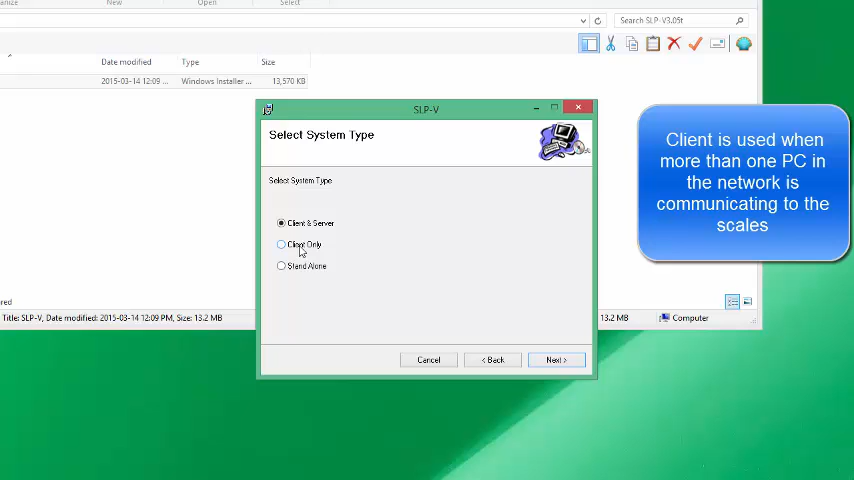 anize
New
Open
Select
Search SLP-V3.05t
Date modified
Type
Size
2015-03-14 12:09 ...
Windows Installer ...
13,570 KB
SLP-V
Select System Type
Select System Type
Client & Server
Client Only
Stand Alone
Cancel
< Back
Next >
Client is used when
more than one PC in
the network is
communicating to the
scales
red
Title: SLP-V, Date modified: 2015-03-14 12:09 PM, Size: 13.2 MB
13.2 MB
Computer